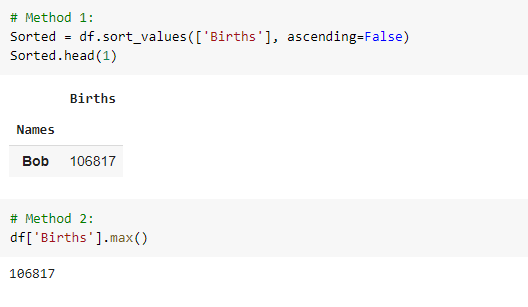 # Method 1:
Sorted = df.sort_values(['Births'], ascending=False)
Sorted.head(1)
Births
Names
Bob 106817
# Method 2:
df['Births'].max()
106817